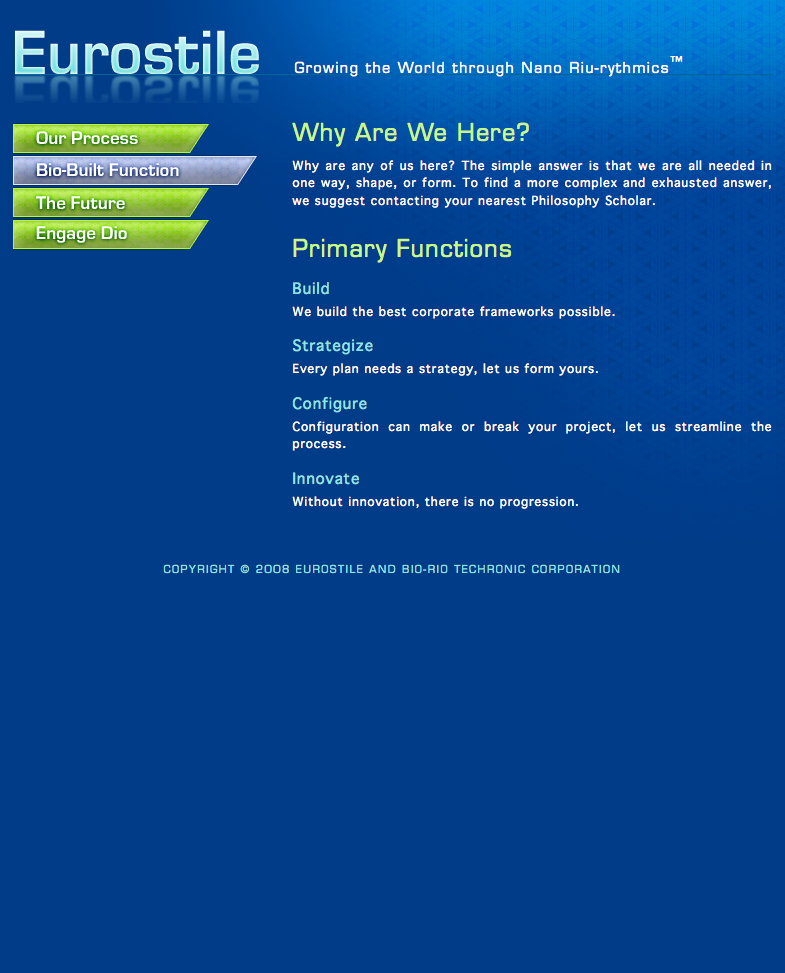 Eurostile
Growing the World through Nano Riu-rythmics™
Our Process
Bio-Built Function
The Future
Engage Dio
Why Are We Here?
Why are any of us here? The simple answer is that we are all needed in
one way, shape, or form. To find a more complex and exhausted answer,
we suggest contacting your nearest Philosophy Scholar.
Primary Functions
Build
We build the best corporate frameworks possible.
Strategize
Every plan needs a strategy, let us form yours.
Configure
Configuration can make or break your project, let us streamline the
process.
Innovate
Without innovation, there is no progression.
COPYRIGHT © 2008 EUROSTILE AND BIO-RIO TECHRONIC CORPORATION